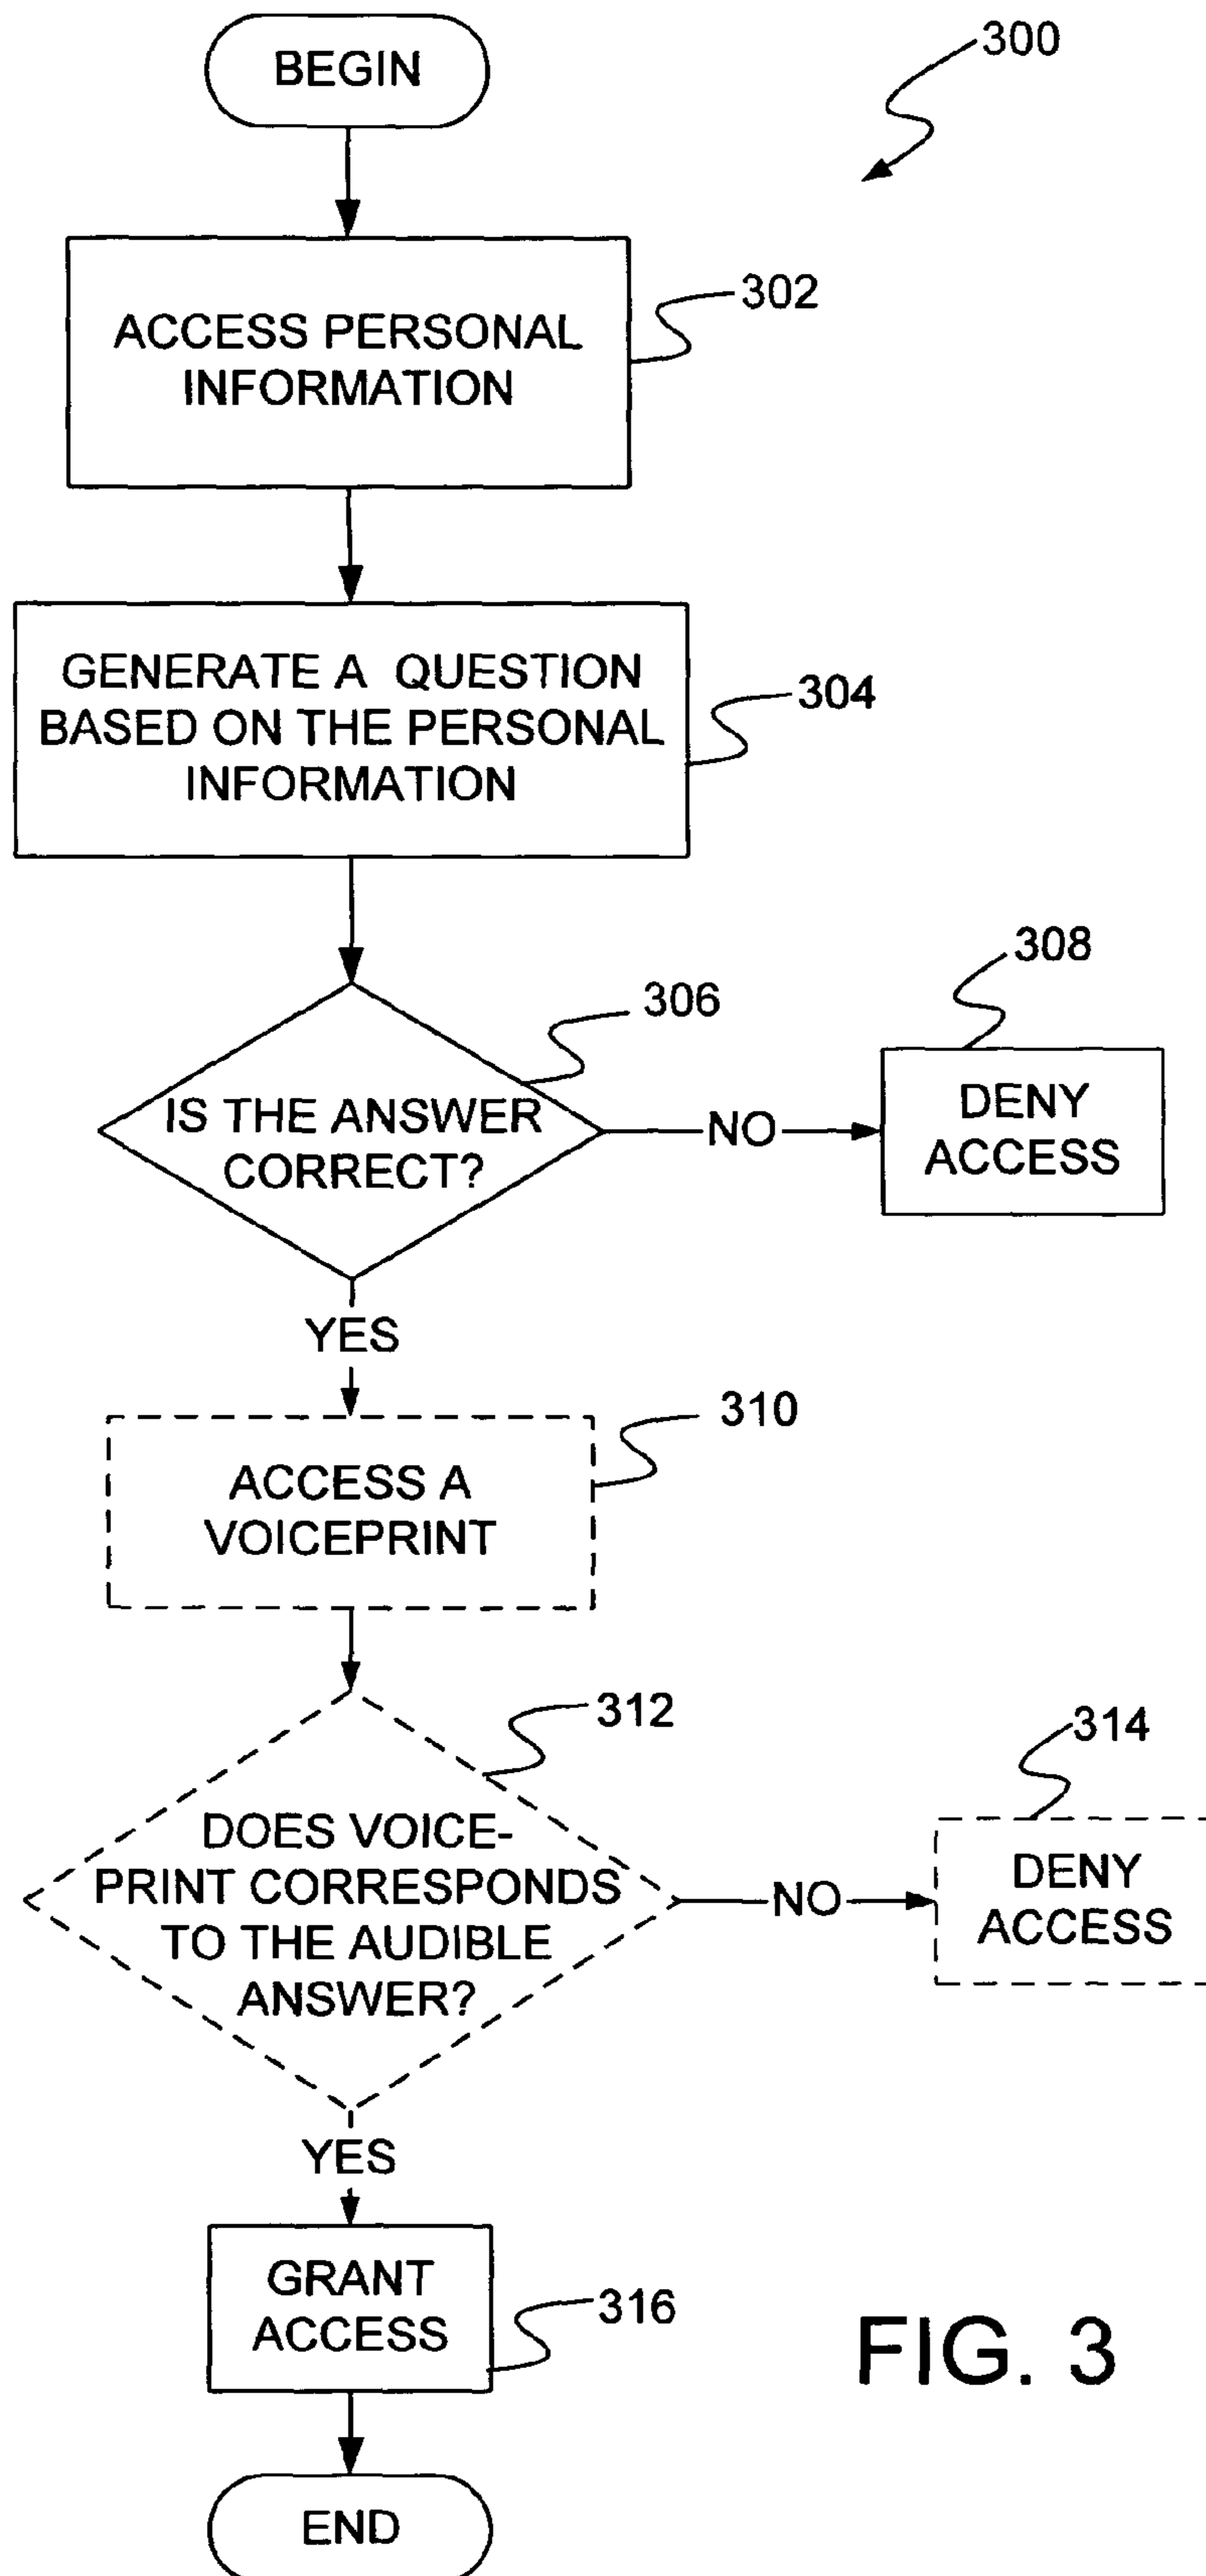 BEGIN
300
ACCESS PERSONAL
INFORMATION
302
GENERATE A QUESTION
BASED ON THE PERSONAL
INFORMATION
304
306
IS THE ANSWER
CORRECT?
NO
308
DENY
ACCESS
YES
310
ACCESS A
VOICEPRINT
312
DOES VOICE-
PRINT CORRESPONDS
TO THE AUDIBLE
ANSWER?
NO
314
DENY
ACCESS
YES
GRANT
ACCESS
316
FIG. 3
END